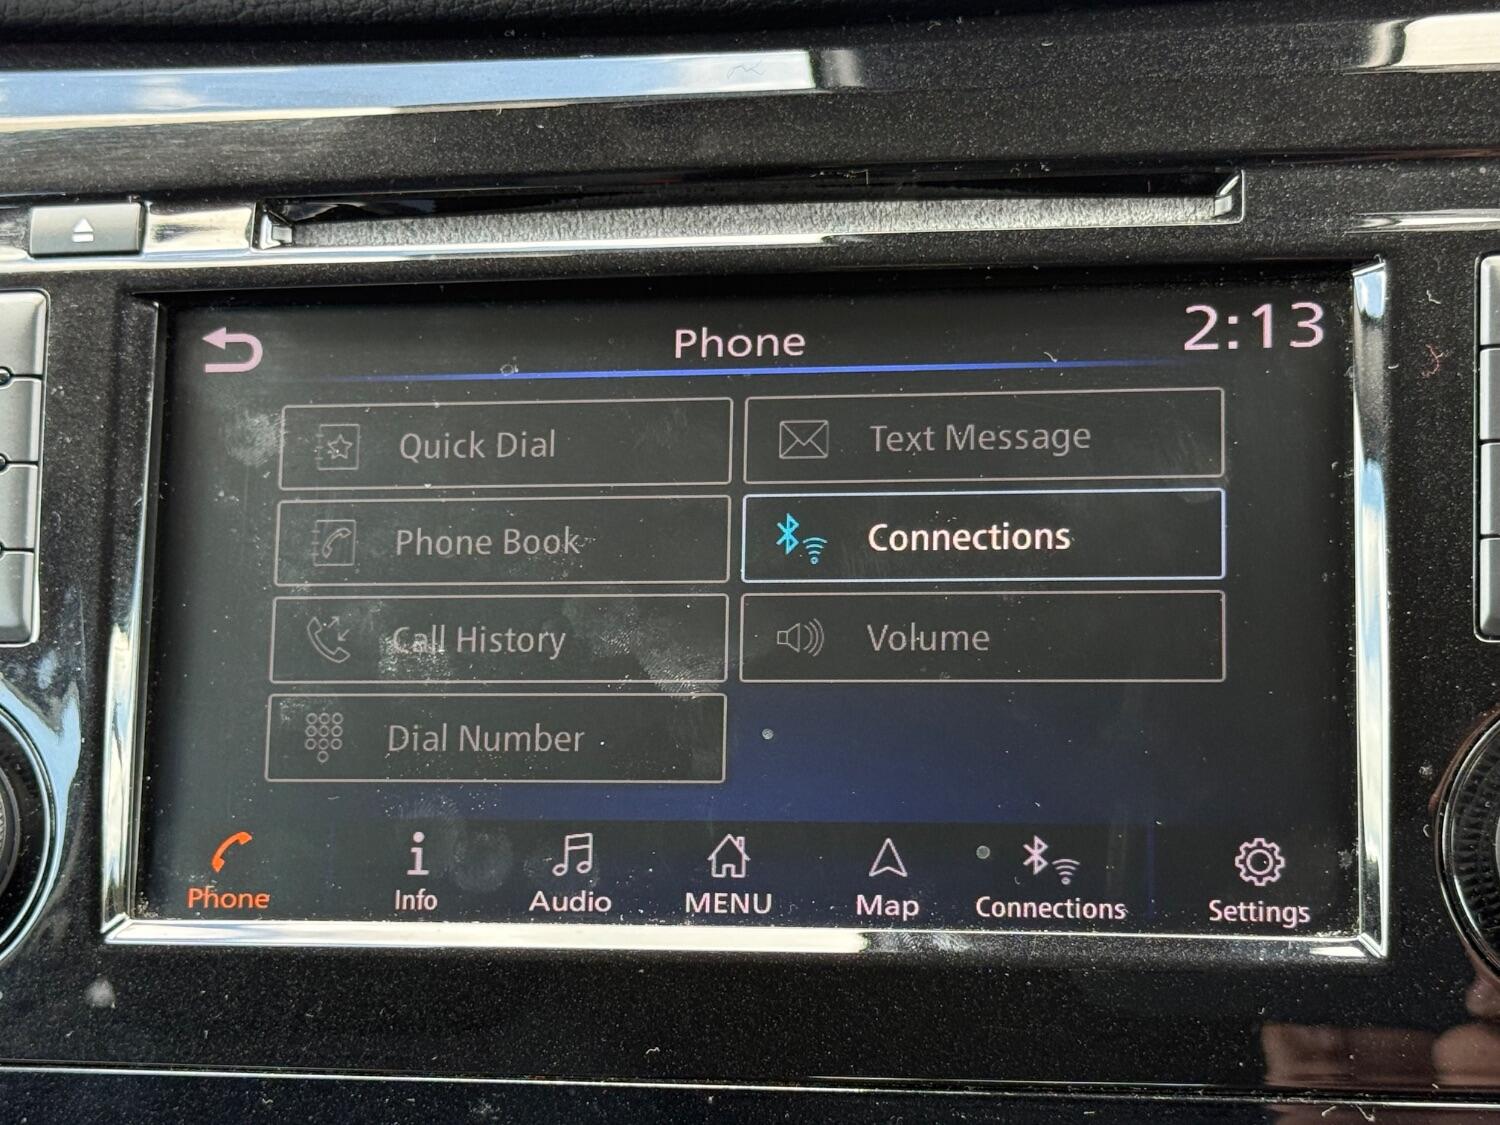 Phone
2:13
Quick Dial
Text Message
Phone Book
Connections
Call History
Volume
Dial Number
Phone
Info
Audio
MENU
Map
Connections
Settings